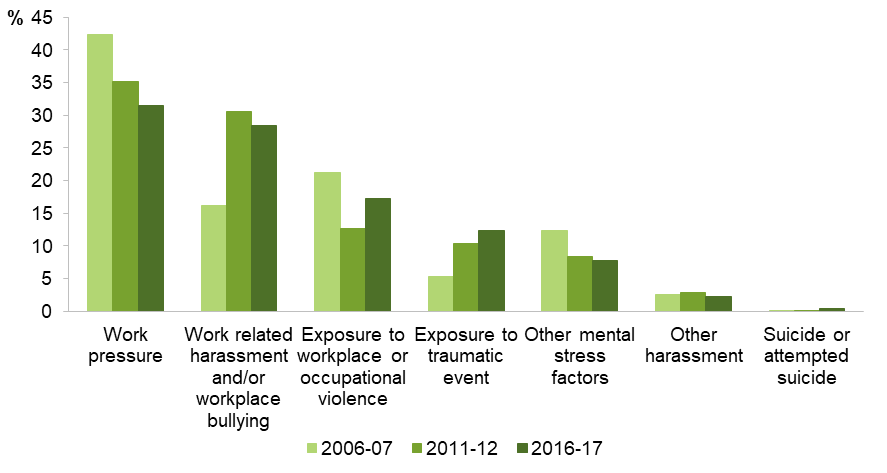 %
45
40
35
30
25
20
15
10
5
0
Work
pressure
Work related
harassment
and/or
workplace
bullying
Exposure to
workplace or
occupational
violence
Exposure to
traumatic
event
Other mental
stress
factors
Other
harassment
Suicide or
attempted
suicide
2006-07 2011-12 2016-17